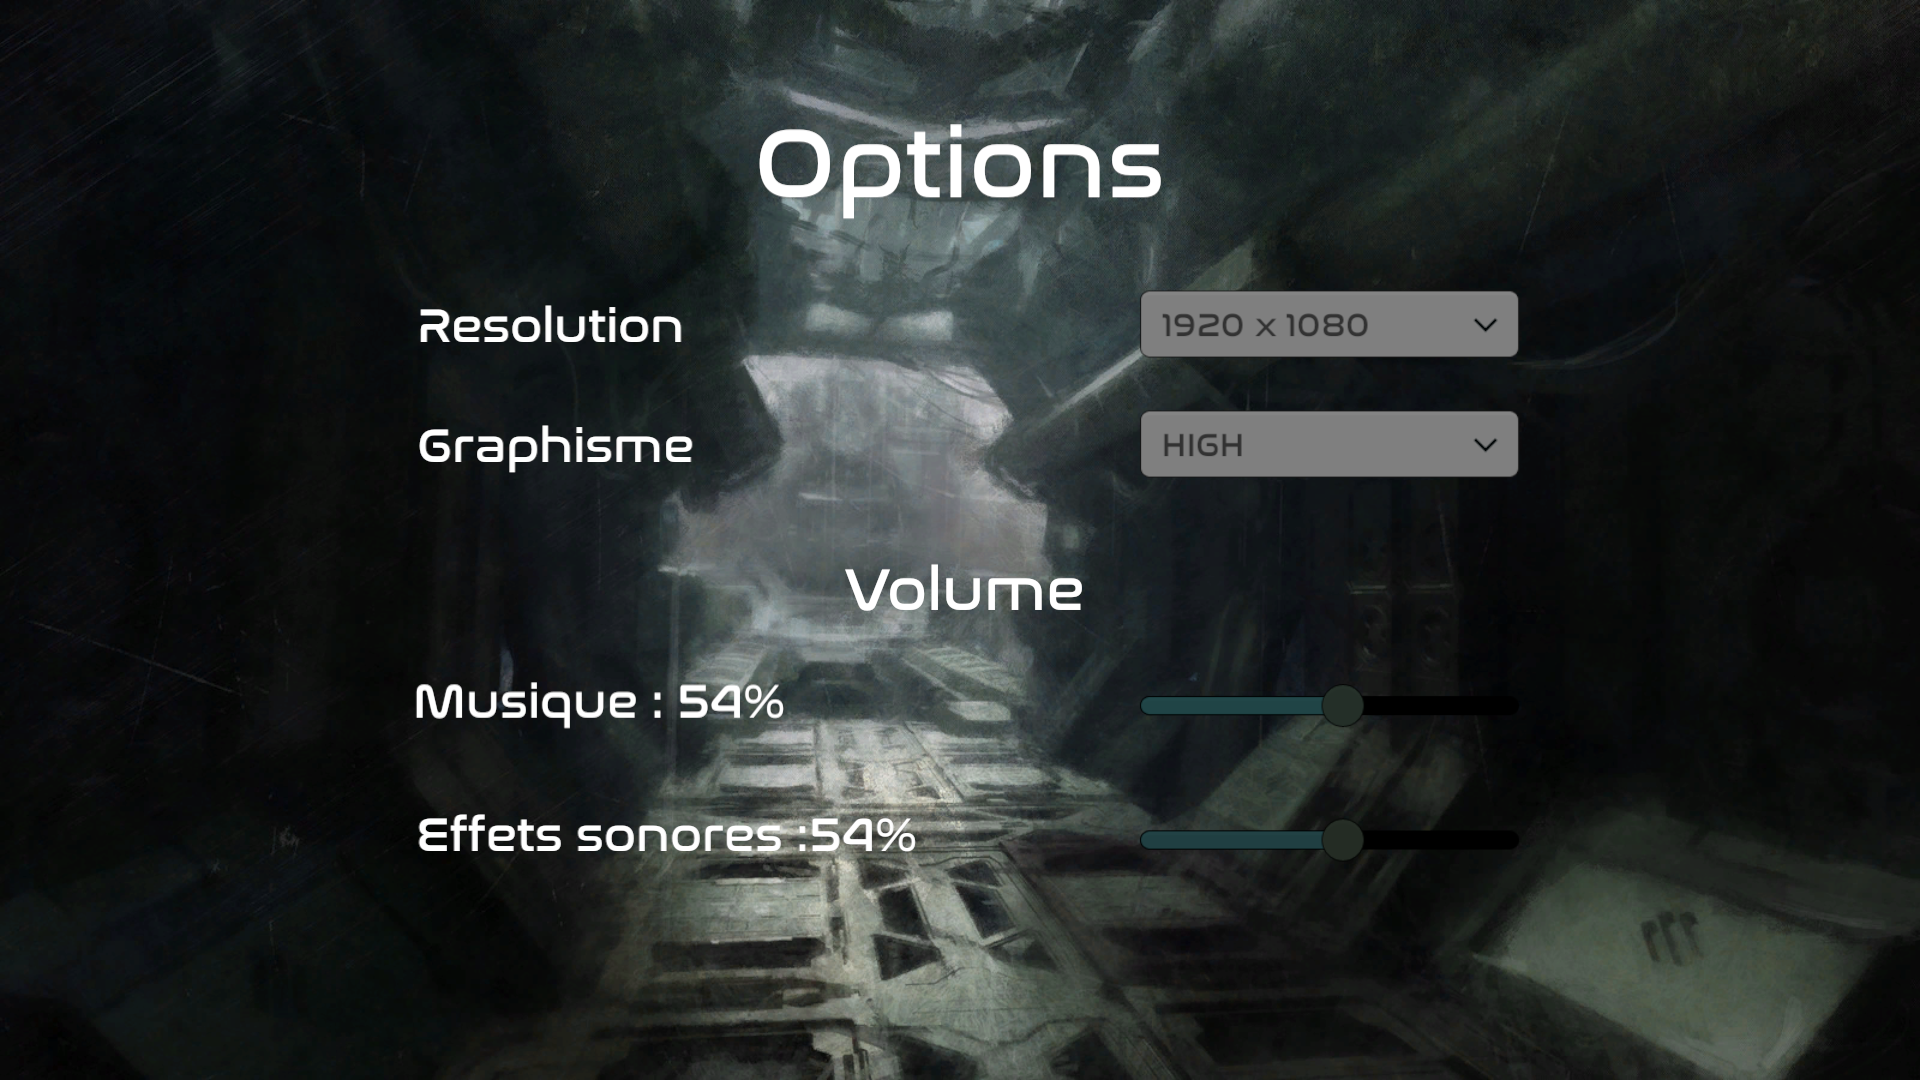 Options
Resolution
1920 x 1080
Graphisme
HIGH
Volume
Musique : 54%
Effets sonores :54%